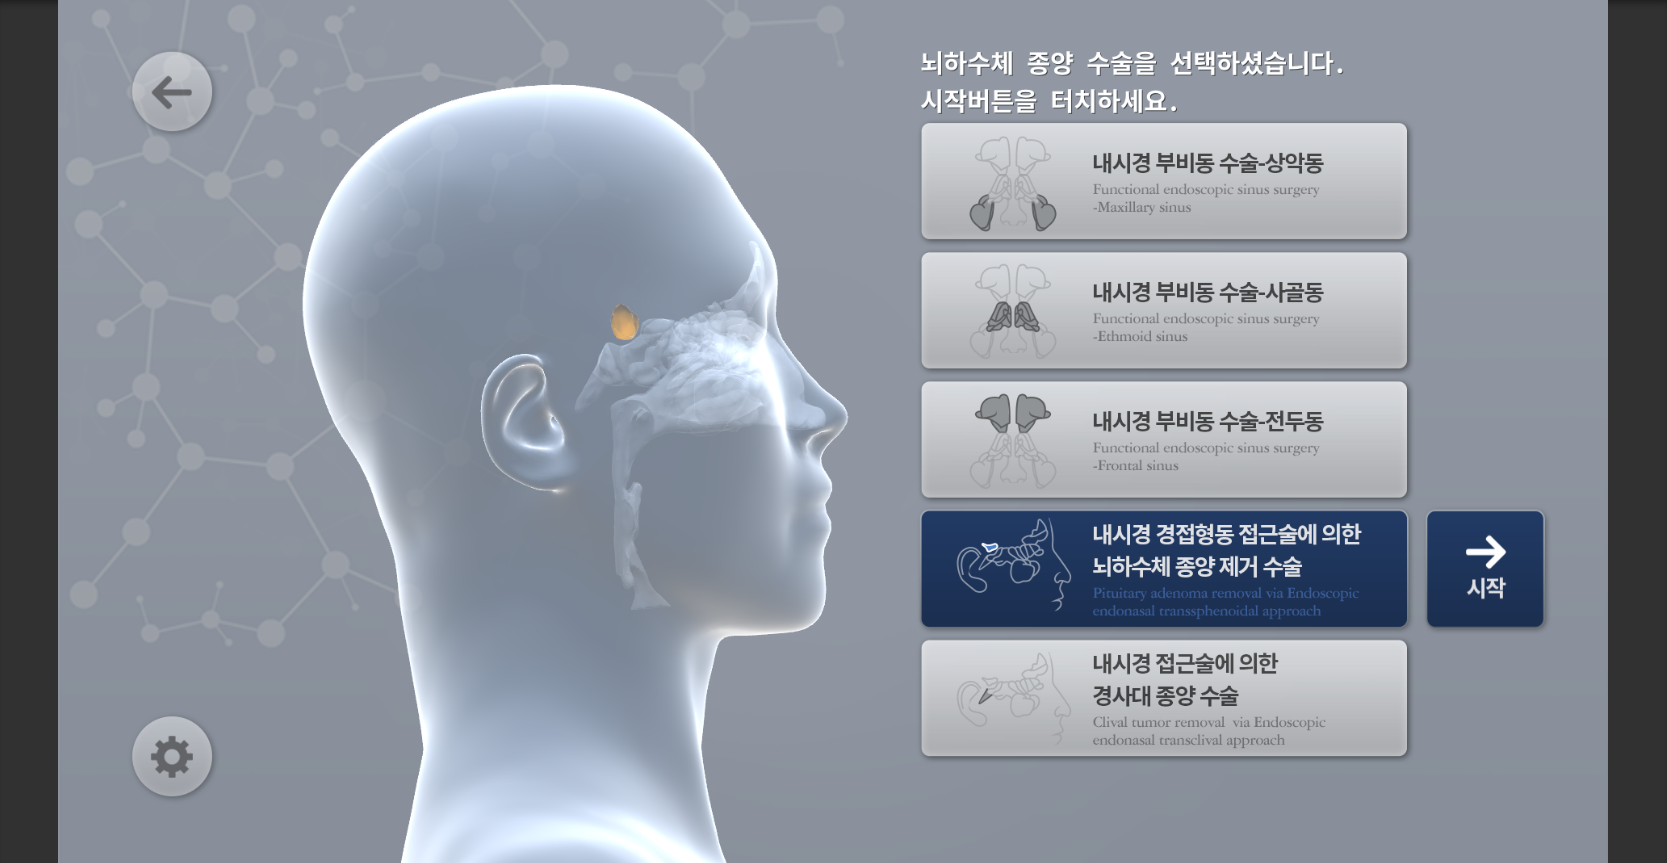 뇌하수체 종양 수술을 선택하셨습니다.
시작버튼을 터치하세요.
내시경 부비동 수술-상악동
Functional endoscopic sinus surgery
-Maxillary sinus
내시경 부비동 수술-사골동
Functional endoscopic sinus surgery
-Ethmoid sinus
내시경 부비동 수술-전두동
Functional endoscopic sinus surgery
-Frontal sinus
내시경 경접형동 접근술에 의한
뇌하수체 종양 제거 수술
Pituitary adenoma removal via Endoscopic
endonasal transsphenoidal approach
시작
내시경 접근술에 의한
경사대 종양 수술
Clival tumor removal  via Endoscopic
endonasal transclival approach